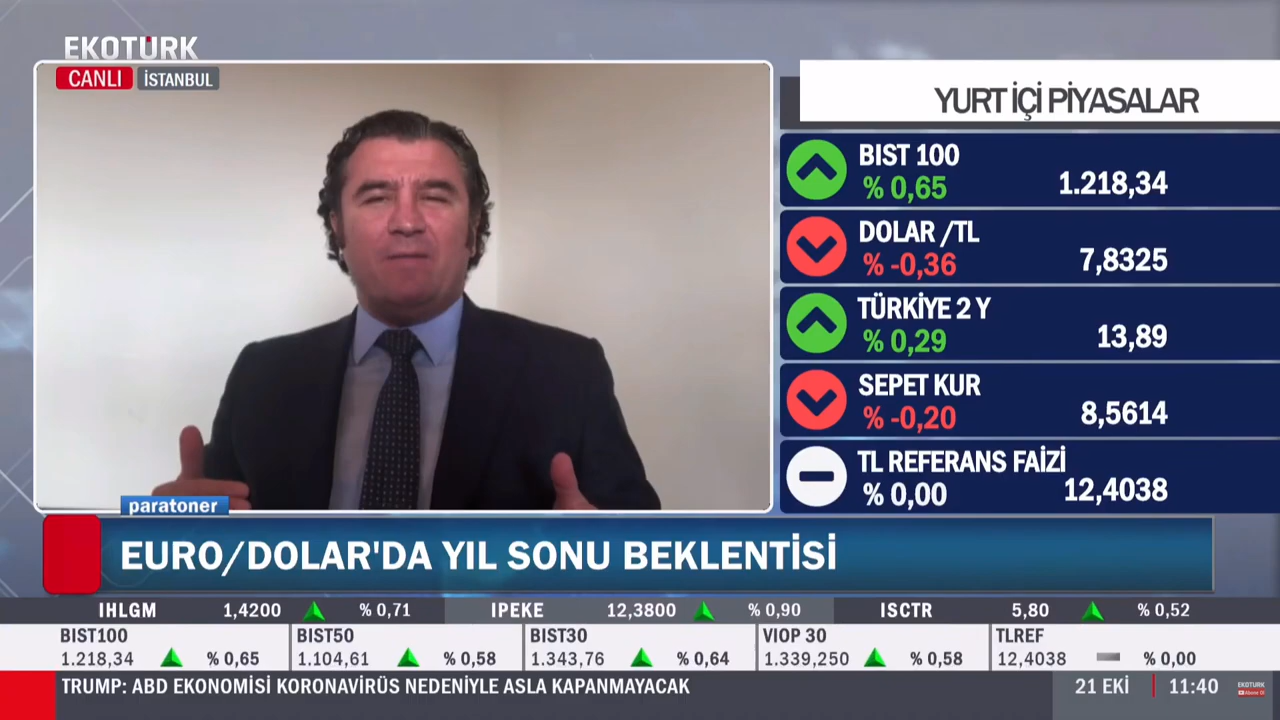 EKOTÜRK
CANLI İSTANBUL
YURT İÇİ PİYASALAR
BIST 100
% 0,65 1.218,34
DOLAR /TL
% -0,36 7,8325
TÜRKİYE 2 Y
% 0,29 13,89
SEPET KUR
% -0,20 8,5614
TL REFERANS FAİZİ
% 0,00 12,4038
paratoner
EURO/DOLAR'DA YIL SONU BEKLENTİSİ
IHLGM 1,4200 % 0,71 IPEKE 12,3800 % 0,90 ISCTR 5,80 % 0,52
BIST100 BIST50 BIST30 VIOP 30 TLREF
1.218,34 % 0,65 1.104,61 % 0,58 1.343,76 % 0,64 1.339,250 % 0,58 12,4038 % 0,00
TRUMP: ABD EKONOMİSİ KORONAVİRÜS NEDENİYLE ASLA KAPANMAYACAK
21 EKİ 11:40
EKOTÜRK
Abone Ol